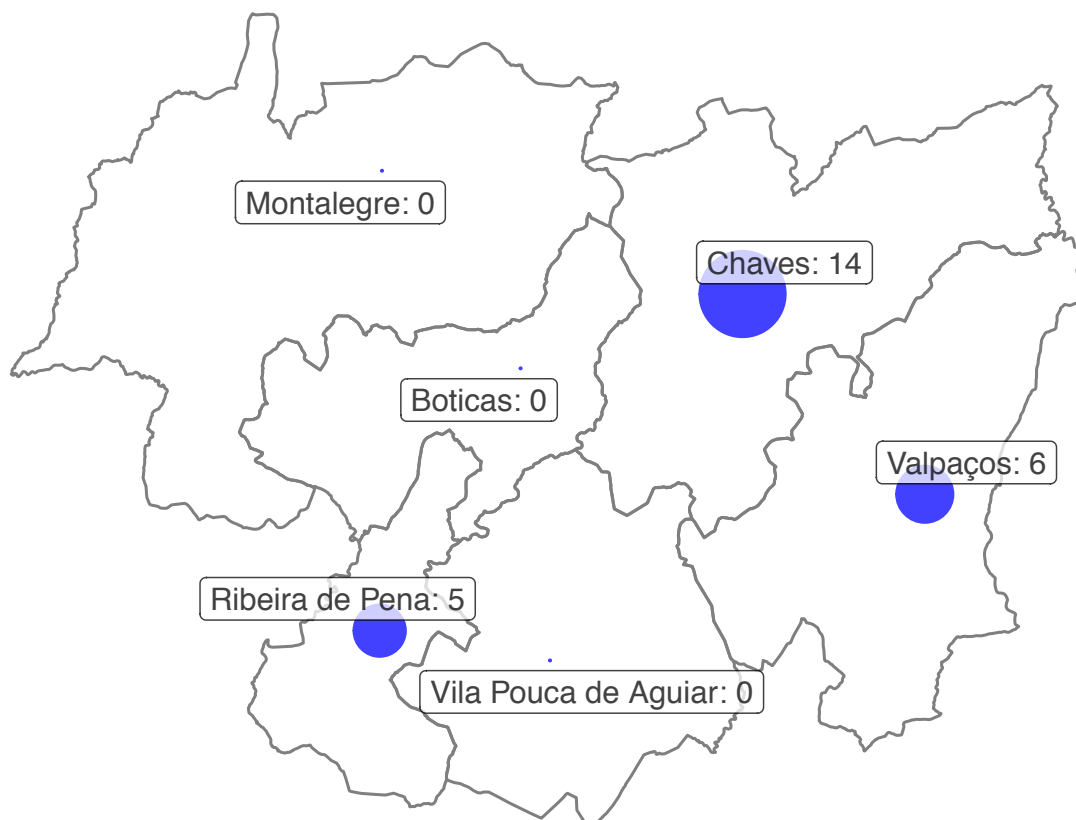 Montalegre: 0
Chaves: 14
Boticas: 0
Valpaços: 6
Ribeira de Pena: 5
Vila Pouca de Aguiar: 0